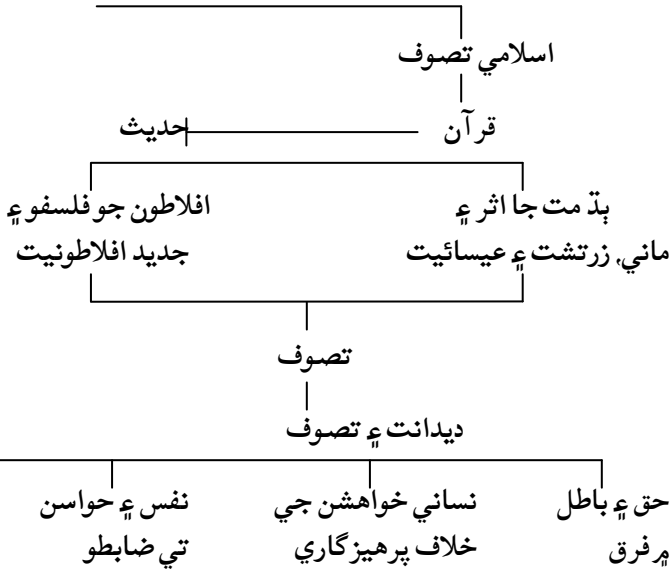 اسلامي تصوف
قرآن حديث
ٻڌ مت جا اثر ۽
ماني، زرتشت ۽ عيسائيت
افلاطون جو فلسفو ۽
جديد افلاطونيت
تصوف
ديدانت ۽ تصوف
حق ۽ باطل
۾ فرق
نساني خواهشن جي
خلاف پرهيزگاري
نفس ۽ حواسن
تي ضابطو